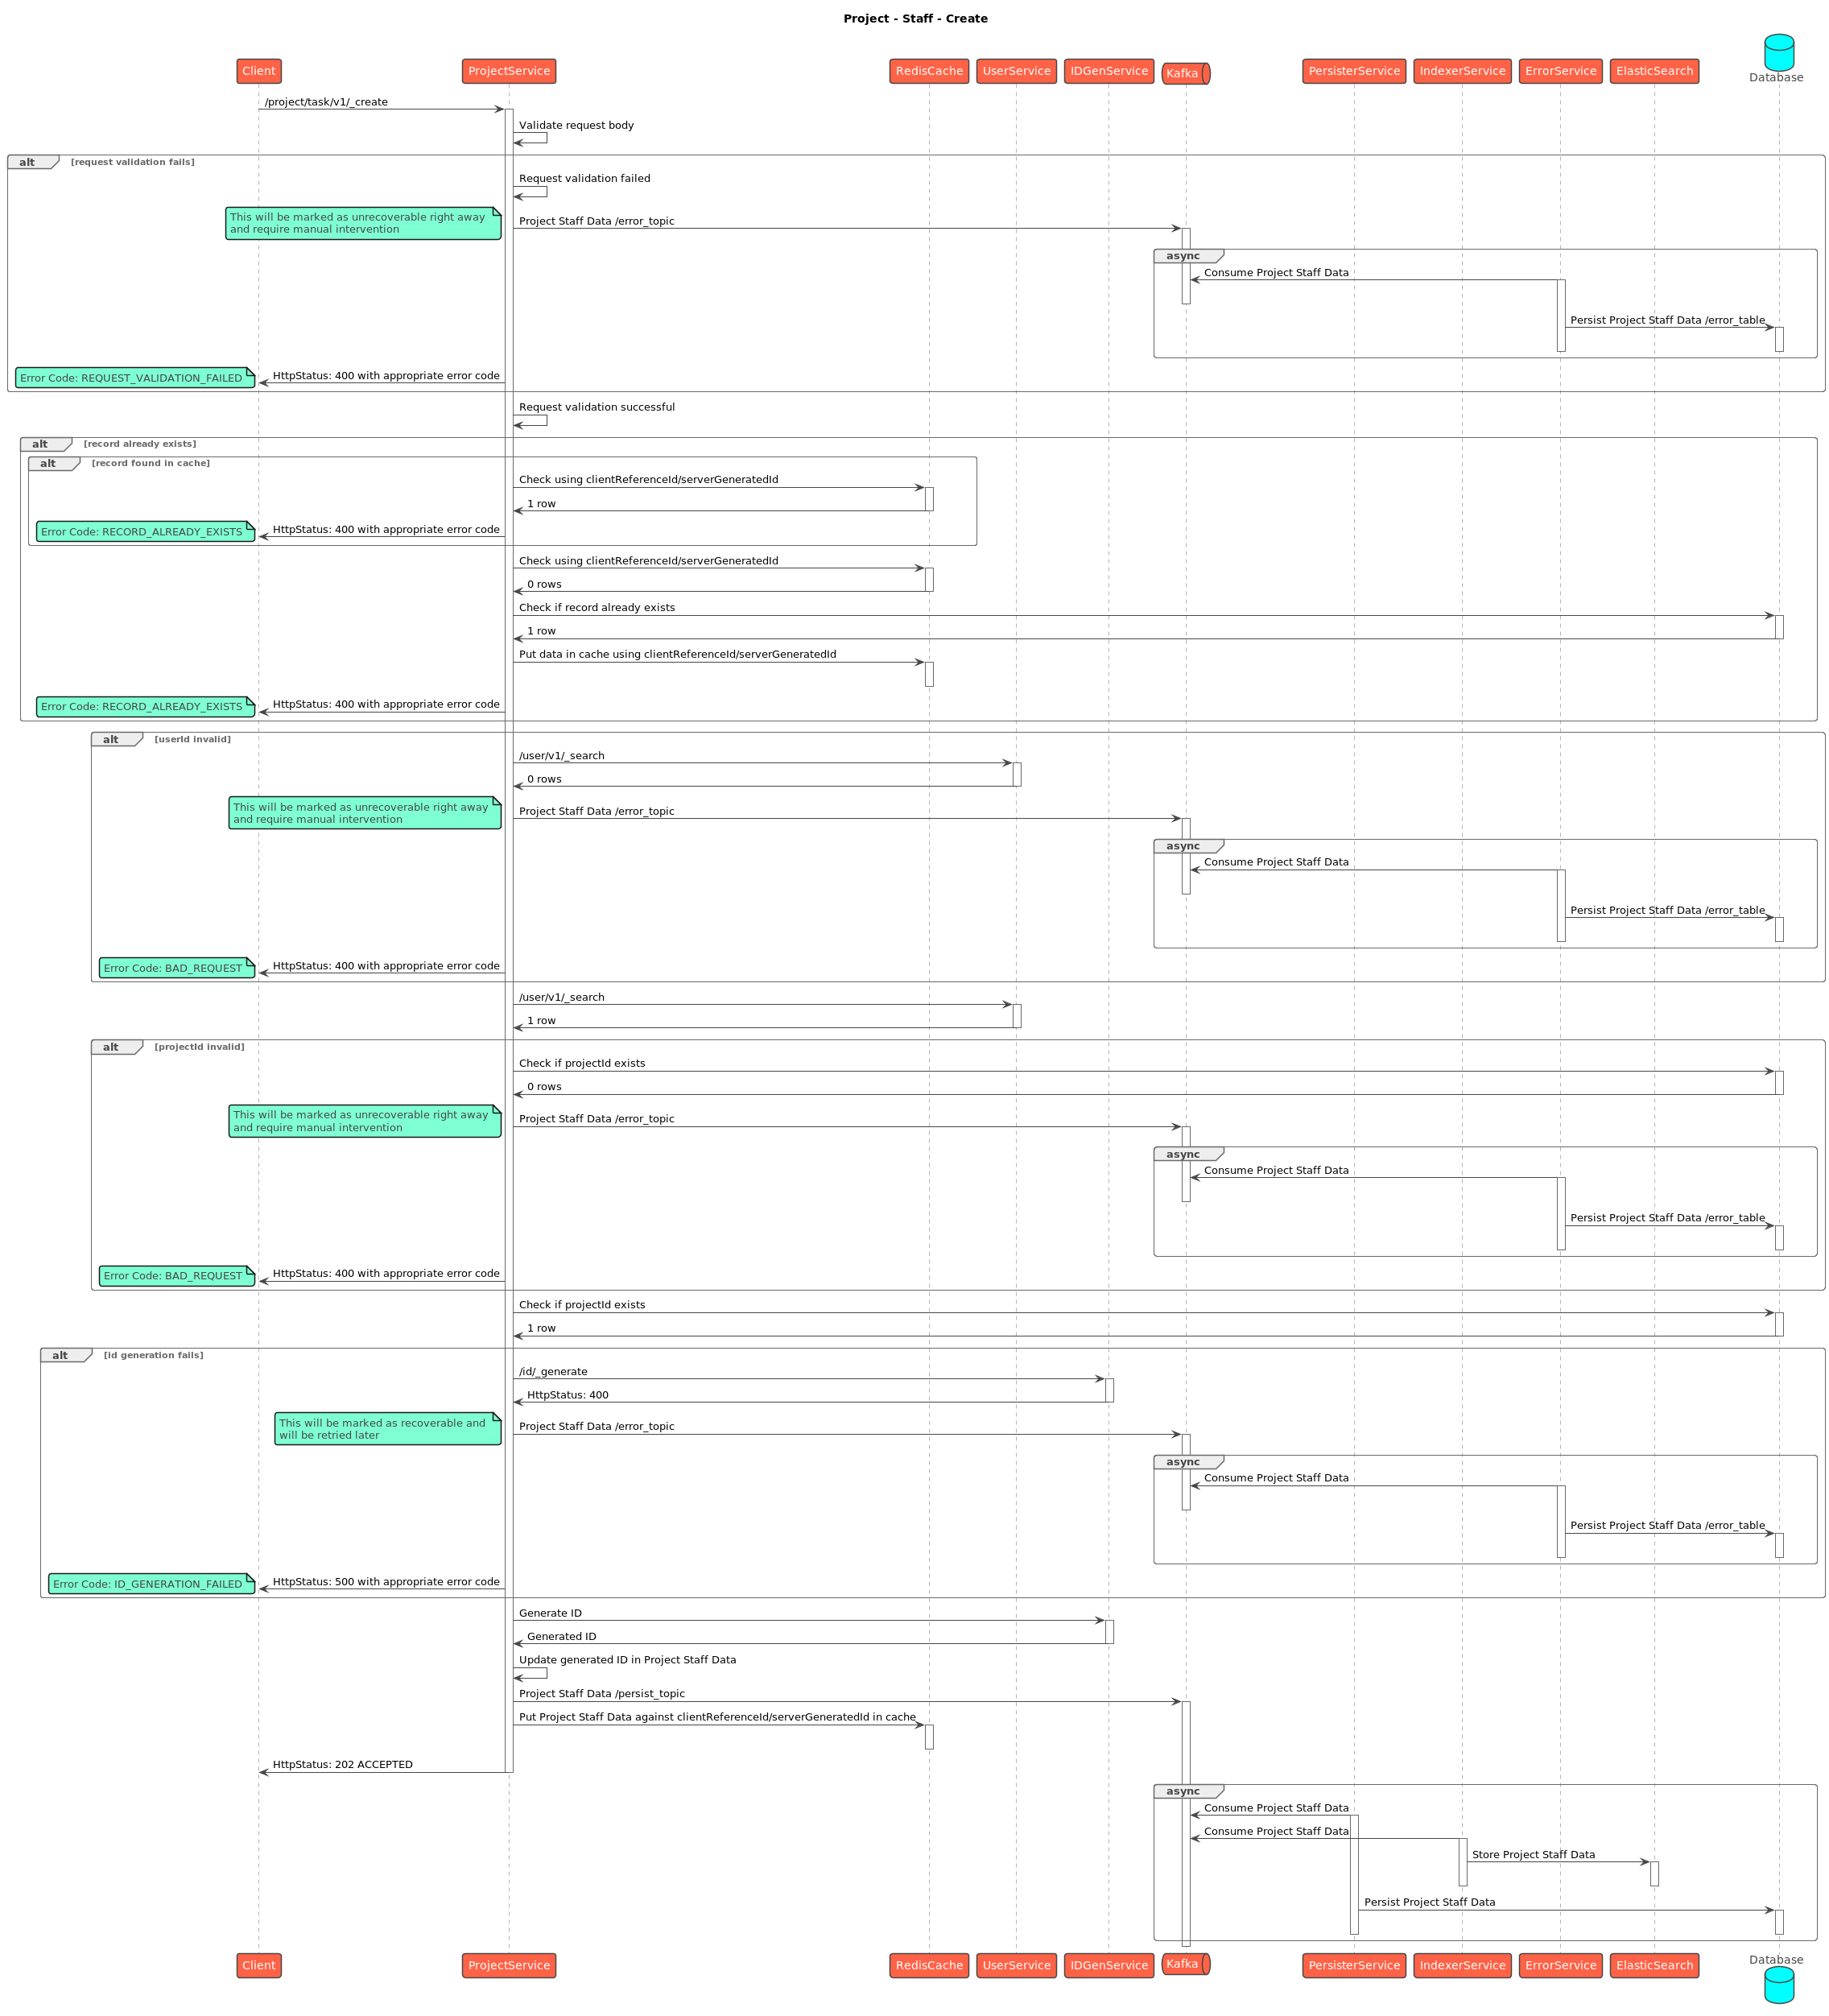 Project - Staff - Create
Client
ProjectService
RedisCache
UserService
IDGenService
Kafka
PersisterService
IndexerService
ErrorService
ElasticSearch
Database
/project/task/v1/_create
Validate request body
alt [request validation fails]
Request validation failed
This will be marked as unrecoverable right away
and require manual intervention
Project Staff Data /error_topic
async
Consume Project Staff Data
Persist Project Staff Data /error_table
Error Code: REQUEST_VALIDATION_FAILED
HttpStatus: 400 with appropriate error code
Request validation successful
alt [record already exists]
alt [record found in cache]
Check using clientReferenceId/serverGeneratedId
1 row
Error Code: RECORD_ALREADY_EXISTS
HttpStatus: 400 with appropriate error code
Check using clientReferenceId/serverGeneratedId
0 rows
Check if record already exists
1 row
Put data in cache using clientReferenceId/serverGeneratedId
Error Code: RECORD_ALREADY_EXISTS
HttpStatus: 400 with appropriate error code
alt [userId invalid]
/user/v1/_search
0 rows
This will be marked as unrecoverable right away
and require manual intervention
Project Staff Data /error_topic
async
Consume Project Staff Data
Persist Project Staff Data /error_table
Error Code: BAD_REQUEST
HttpStatus: 400 with appropriate error code
/user/v1/_search
1 row
alt [projectId invalid]
Check if projectId exists
0 rows
This will be marked as unrecoverable right away
and require manual intervention
Project Staff Data /error_topic
async
Consume Project Staff Data
Persist Project Staff Data /error_table
Error Code: BAD_REQUEST
HttpStatus: 400 with appropriate error code
Check if projectId exists
1 row
alt [id generation fails]
/id/_generate
HttpStatus: 400
This will be marked as recoverable and
will be retried later
Project Staff Data /error_topic
async
Consume Project Staff Data
Persist Project Staff Data /error_table
Error Code: ID_GENERATION_FAILED
HttpStatus: 500 with appropriate error code
Generate ID
Generated ID
Update generated ID in Project Staff Data
Project Staff Data /persist_topic
Put Project Staff Data against clientReferenceId/serverGeneratedId in cache
HttpStatus: 202 ACCEPTED
async
Consume Project Staff Data
Consume Project Staff Data
Store Project Staff Data
Persist Project Staff Data
Client
ProjectService
RedisCache
UserService
IDGenService
Kafka
PersisterService
IndexerService
ErrorService
ElasticSearch
Database